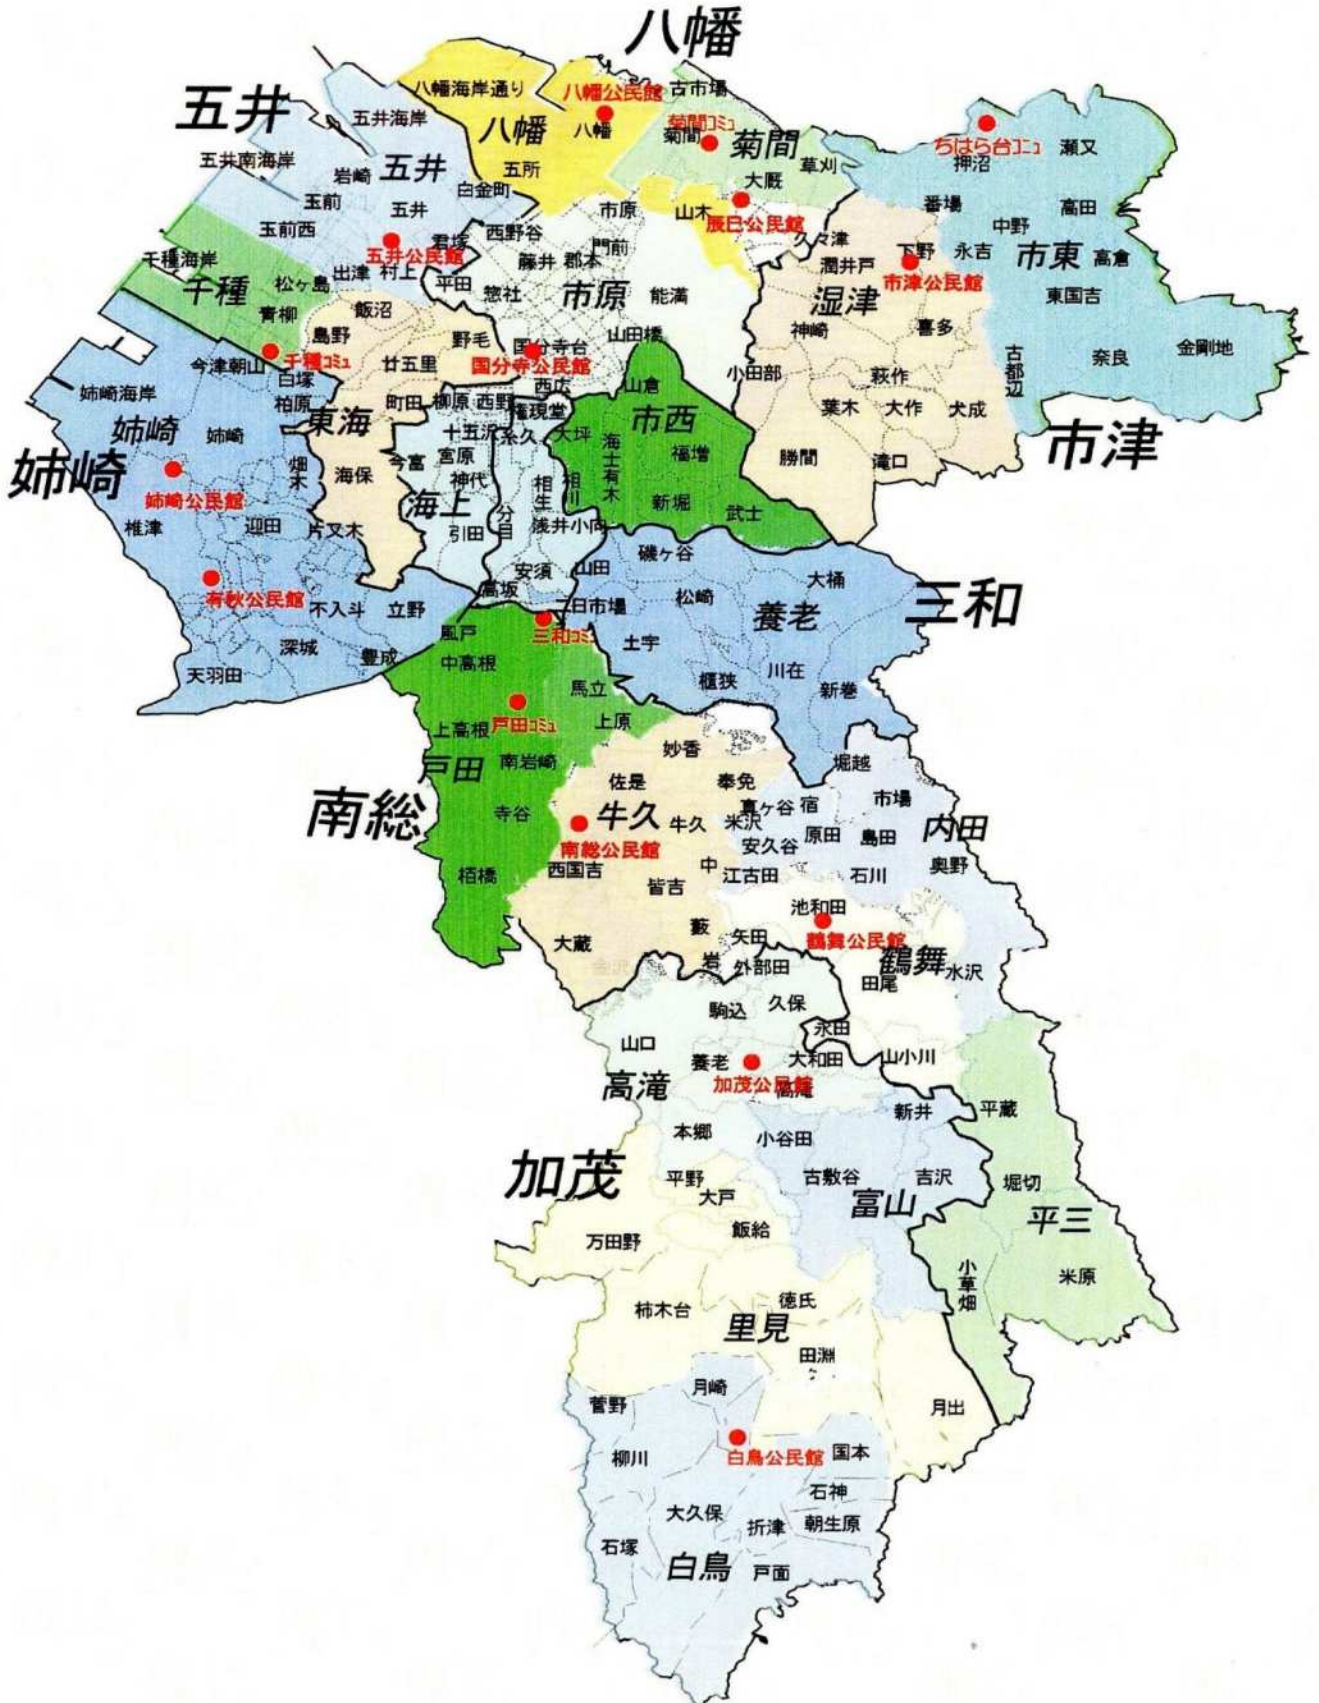 八幡
五井
八幡海岸通り
八幡公民館
古市場
五井海岸
八幡
八幡
菊間コミュ
菊間
菊間
ちはら台コミュ
瀬又
押沼
五井南海岸
岩崎
五井
五所
大厩
草刈
白金町
玉前
五井
市原
山木
辰巳公民館
番場
中野
高田
玉前西
君塚
西野谷
門前
久々津
下野
永吉
市東
高倉
五井公民館
千種海岸
千種
松ヶ島
出津
村上
平田
藤井
郡本
潤井戸
市津公民館
惣社
市原
能満
湿津
東国吉
青柳
飯沼
島野
野毛
山田橋
神崎
喜多
千種コミュ
国分寺台
国分寺公民館
今津朝山
廿五里
小田部
古都辺
奈良
金剛地
白塚
西広
山倉
萩作
姉崎海岸
柏原
町田
柳原
西野
権現堂
葉木
大作
犬成
姉崎
姉崎
東海
十五沢
糸久
大坪
市西
市津
姉崎
畑木
海保
今富
宮原
海士有木
福増
勝間
滝口
姉崎公民館
神代
相生
相川
椎津
迎田
片又木
海上
引田
分目
浅井小向
新堀
武士
磯ヶ谷
有秋公民館
不入斗
立野
高坂
安須
山田
松崎
大桶
三和
二日市場
養老
深城
豊成
風戸
三和コミュ
土宇
天羽田
中高根
馬立
櫃狭
川在
新巻
戸田コミュ
上高根
上原
戸田
南岩崎
妙香
堀越
南総
佐是
奉免
寺谷
牛久
牛久
米沢
真ヶ谷
宿
市場
内田
南総公民館
安久谷
原田
島田
奥野
栢橋
西国吉
中
江古田
石川
皆吉
池和田
大蔵
藪
矢田
鶴舞公民館
岩
外部田
鶴舞
水沢
田尾
駒込
久保
山口
永田
養老
大和田
山小川
高滝
加茂公民館
高滝
新井
平蔵
本郷
小谷田
加茂
平野
古敷谷
吉沢
堀切
大戸
富山
平三
万田野
飯給
小草畑
米原
柿木台
徳氏
里見
田淵
月崎
菅野
月出
柳川
白鳥公民館
国本
石神
大久保
折津
朝生原
石塚
白鳥
戸面